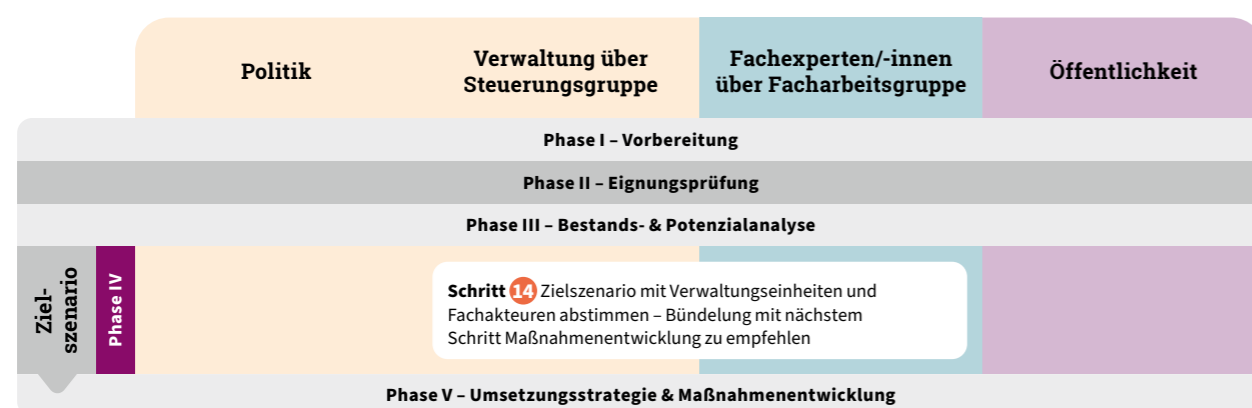 Politik
Verwaltung über
Steuerungsgruppe
Fachexperten/-innen
über Facharbeitsgruppe
Öffentlichkeit
Phase I – Vorbereitung
Phase II – Eignungsprüfung
Phase III – Bestands- & Potenzialanalyse
Ziel-
szenario
Phase IV
Schritt 14 Zielszenario mit Verwaltungseinheiten und
Fachakteuren abstimmen – Bündelung mit nächstem
Schritt Maßnahmenentwicklung zu empfehlen
Phase V – Umsetzungsstrategie & Maßnahmenentwicklung